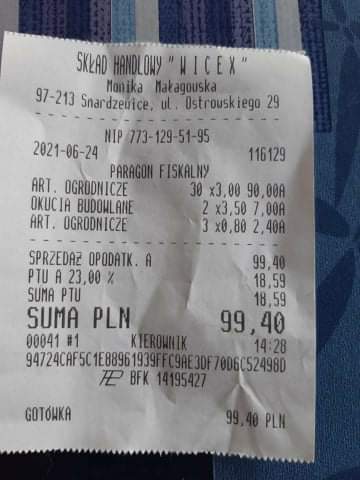 SKŁAD HANDLOWY "WICEX"
Monika Małagowska
97-213 Smardzewice, ul. Ostrowskiego 29
NIP 773-129-51-95
2021-06-24 116129
PARAGON FISKALNY
ART. OGRODNICZE 30 x3,00 90,00A
OKUCIA BUDOWLANE 2 x3,50 7,00A
ART. OGRODNICZE 3 x0,80 2,40A
SPRZEDAŻ OPODATK. A 99,40
PTU A 23,00 % 18,59
SUMA PTU 18,59
SUMA PLN 99,40
00041 #1 KIEROWNIK 14:28
94724CAF5C1E88961939FFC9AE3DF70D6C52498D
BFK 14195427
GOTÓWKA 99,40 PLN